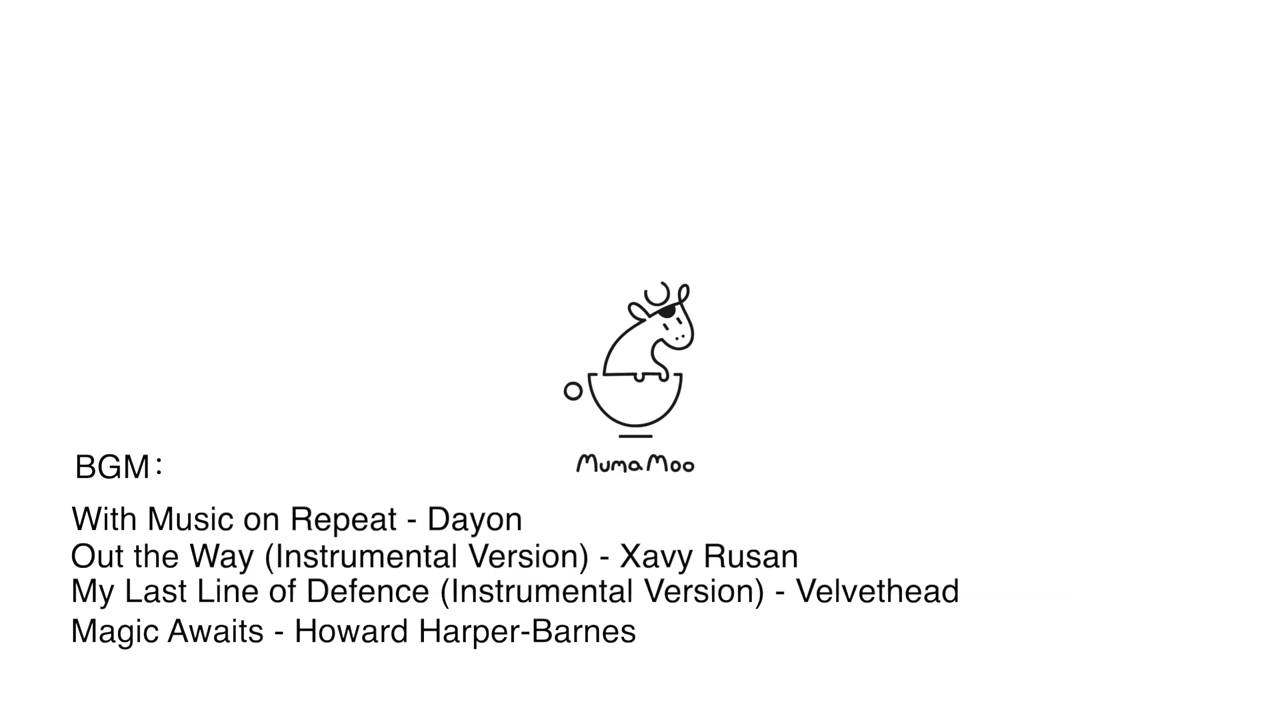 MumaMoo
BGM：
With Music on Repeat - Dayon
Out the Way (Instrumental Version) - Xavy Rusan
My Last Line of Defence (Instrumental Version) - Velvethead
Magic Awaits - Howard Harper-Barnes